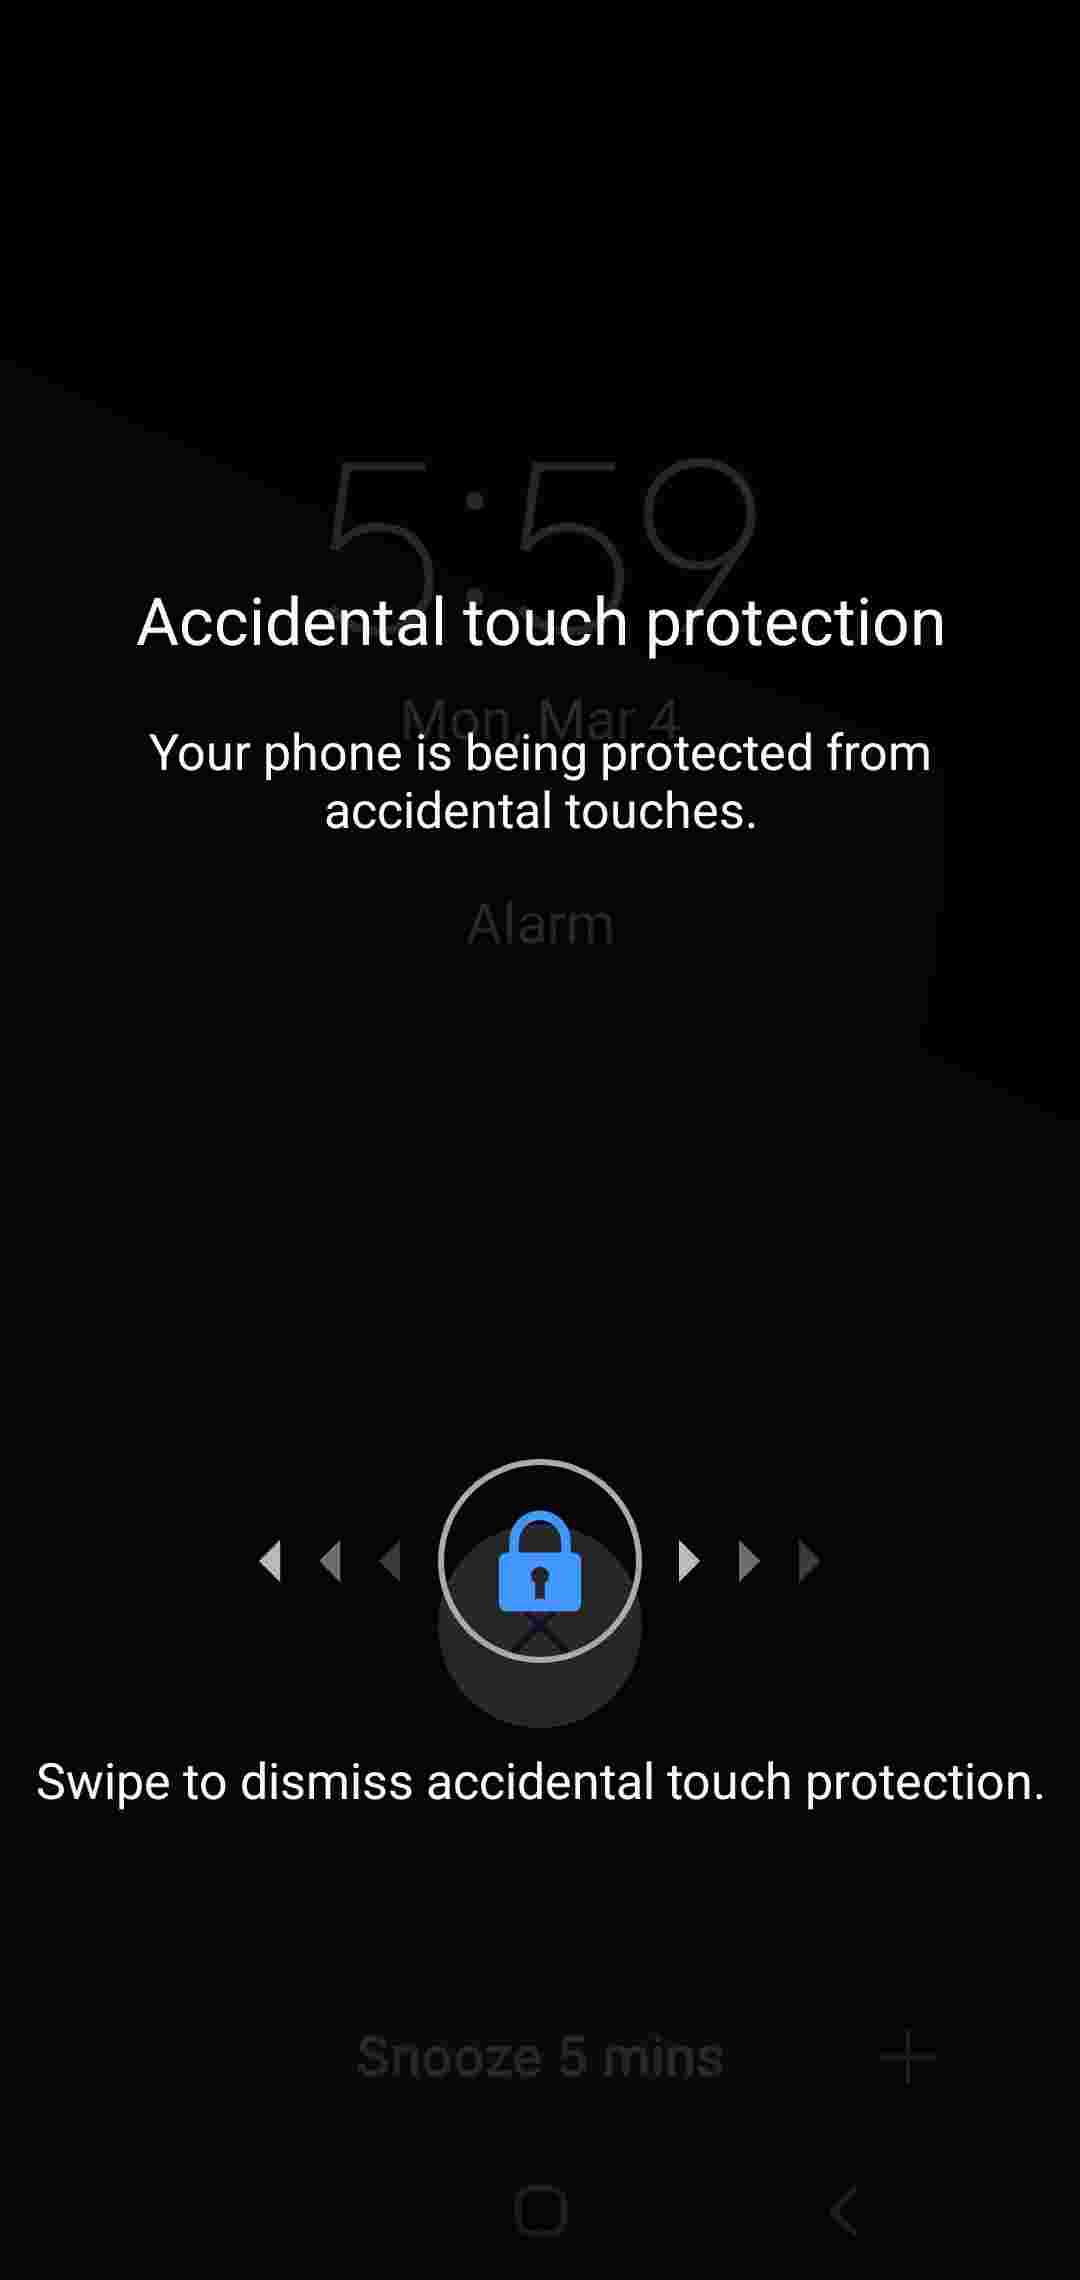 5:59
Accidental touch protection
Mon, Mar 4
Your phone is being protected from
accidental touches.
Alarm
Swipe to dismiss accidental touch protection.
Snooze 5 mins